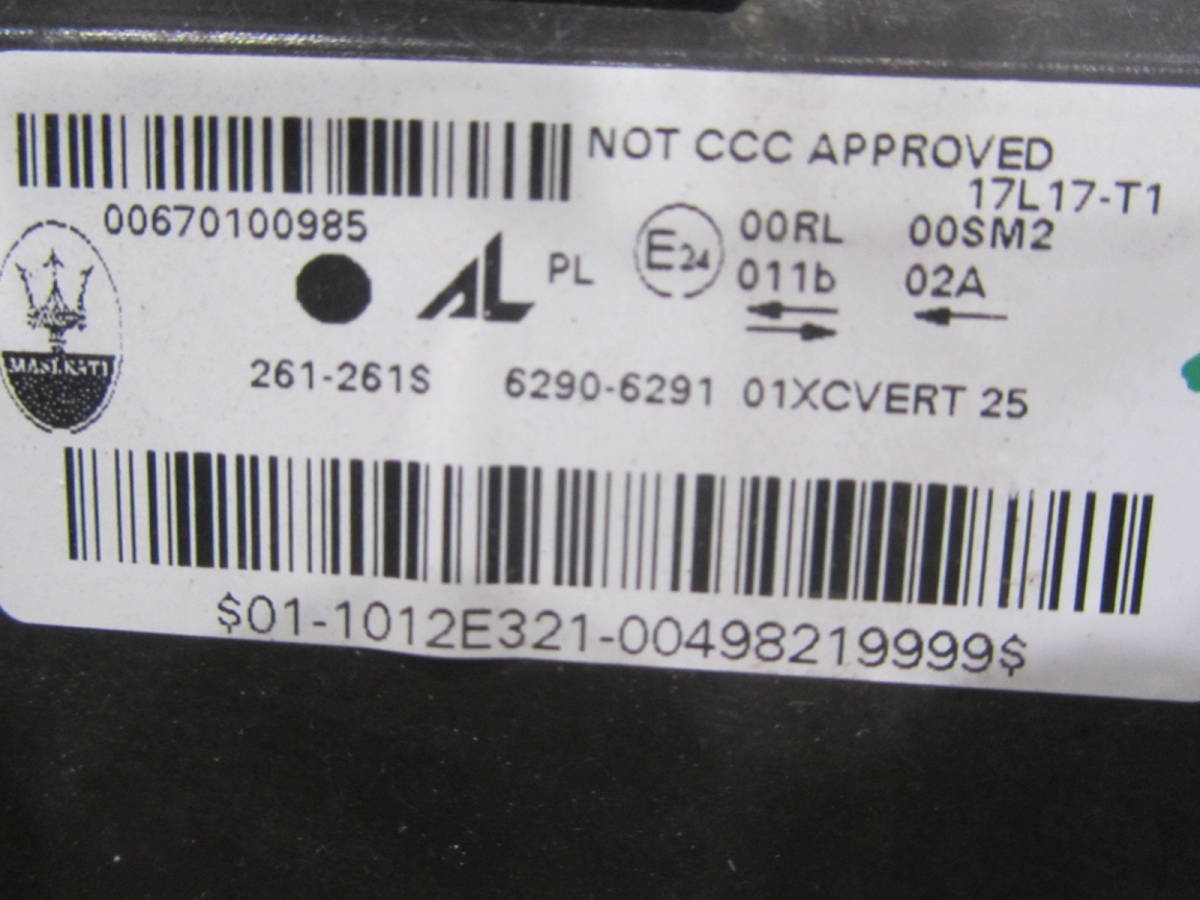 NOT CCC APPROVED
17L17-T1
00670100985
MASERATI
AL PL
E24
00RL 00SM2
011b 02A
261-261S 6290-6291 01XCVERT 25
$01-1012E321-00498219999$